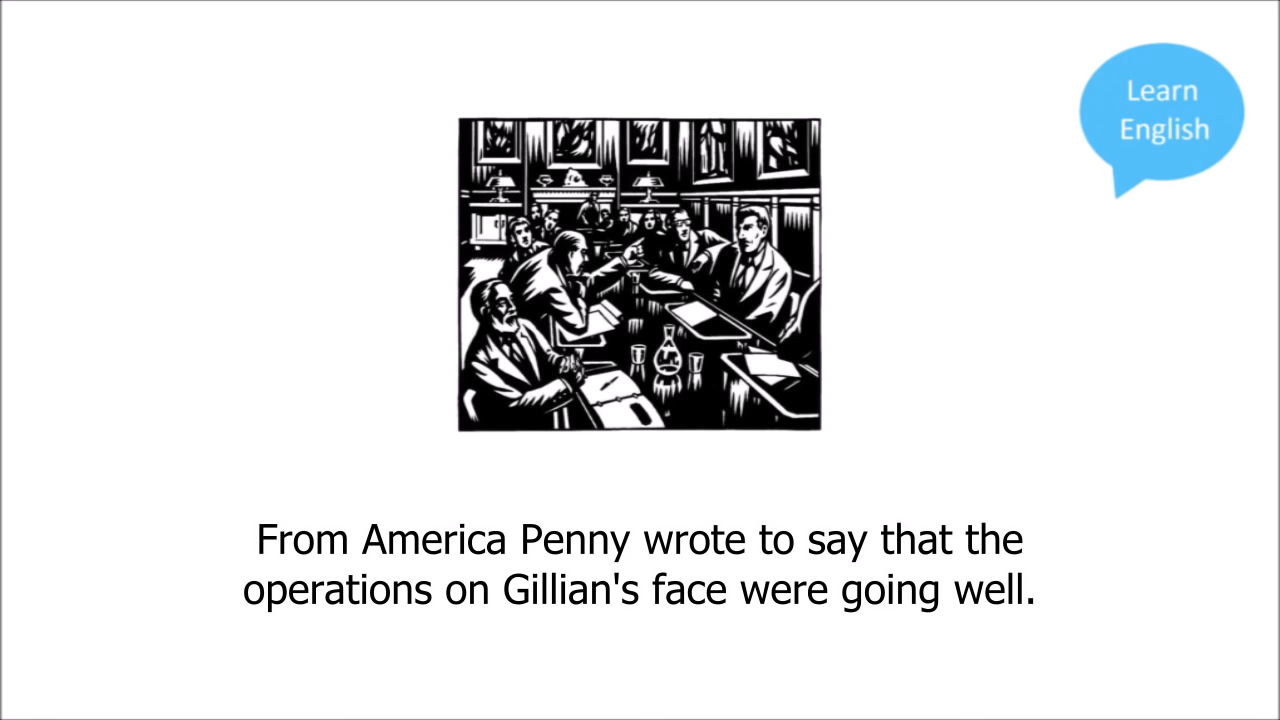 Learn
English
From America Penny wrote to say that the
operations on Gillian's face were going well.